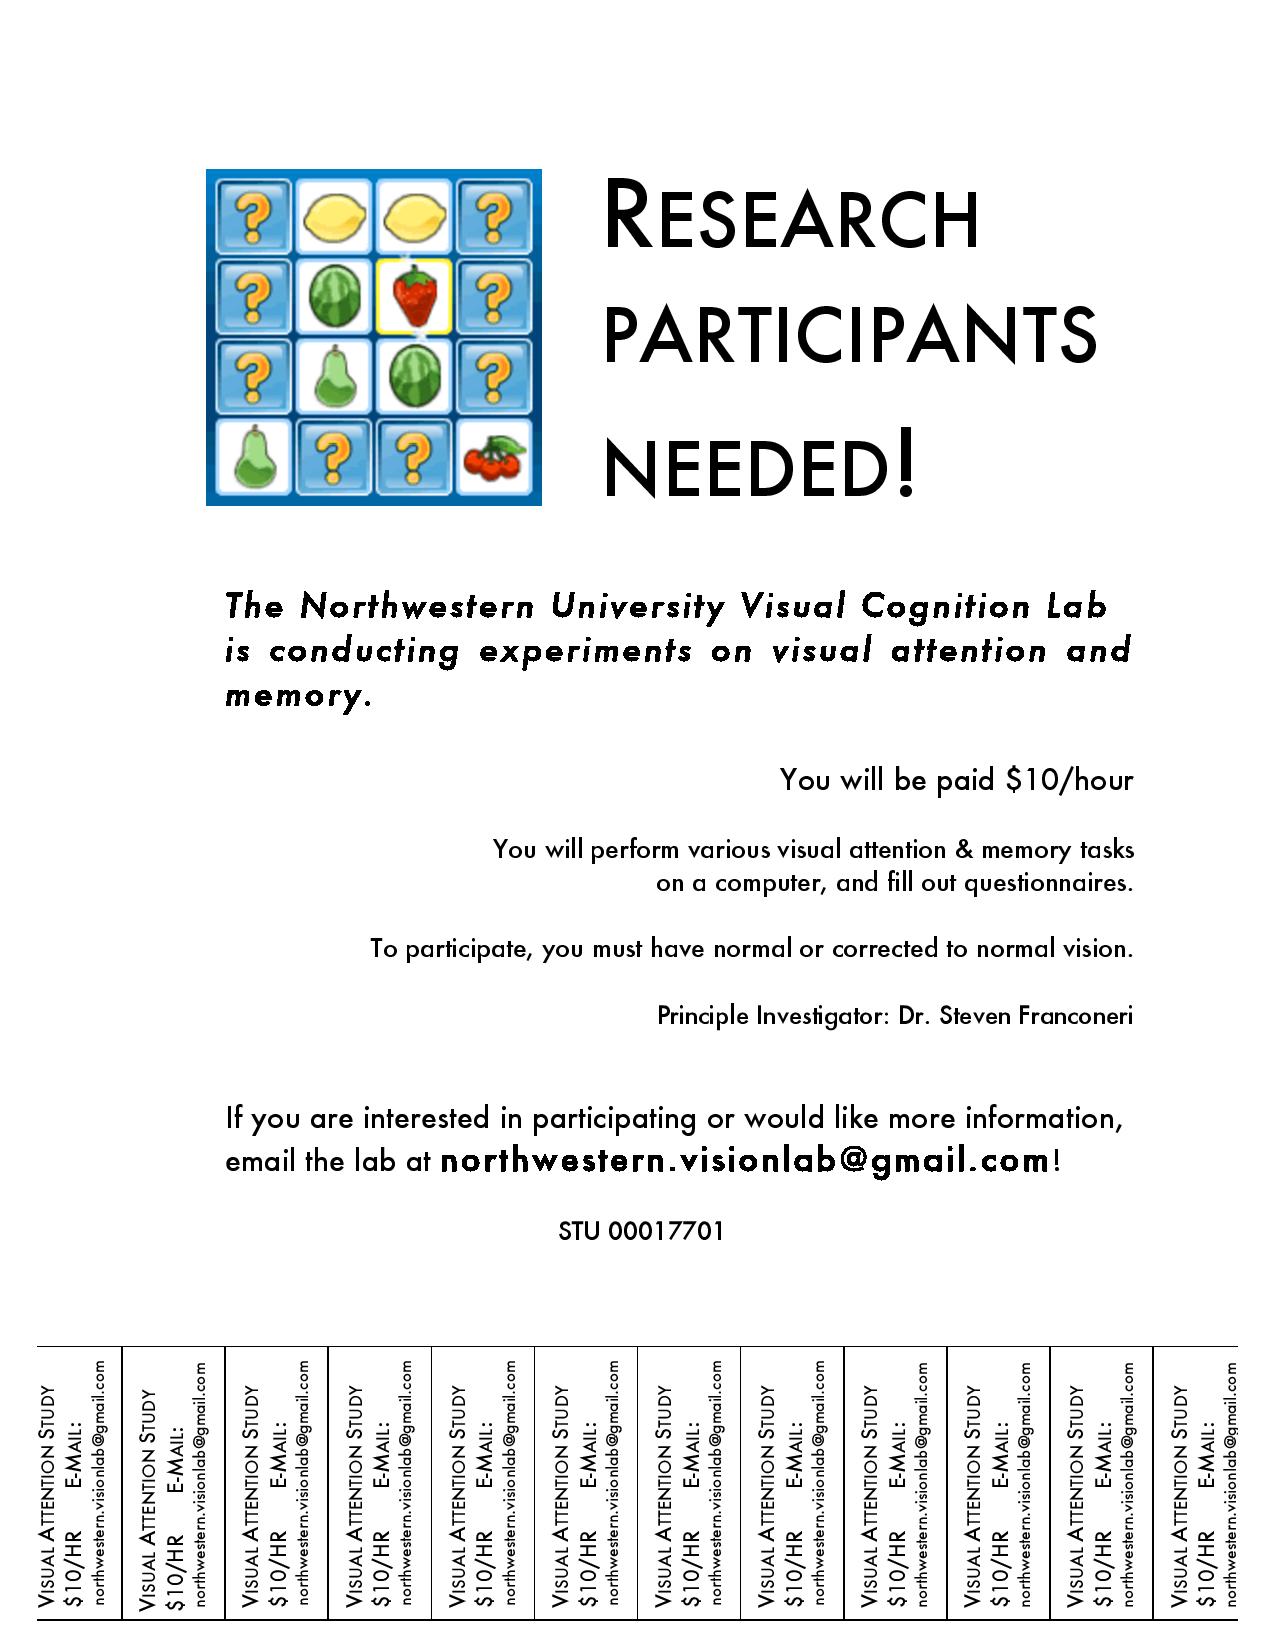 RESEARCH
PARTICIPANTS
NEEDED!
? ?
? ?
? ?
? ?
The Northwestern University Visual Cognition Lab
is conducting experiments on visual attention and
memory.
You will be paid $10/hour
You will perform various visual attention & memory tasks
on a computer, and fill out questionnaires.
To participate, you must have normal or corrected to normal vision.
Principle Investigator: Dr. Steven Franconeri
If you are interested in participating or would like more information,
email the lab at northwestern.visionlab@gmail.com!
STU 00017701
VISUAL ATTENTION STUDY
$10/HR E-MAIL:
northwestern.visionlab@gmail.com
VISUAL ATTENTION STUDY
$10/HR E-MAIL:
northwestern.visionlab@gmail.com
VISUAL ATTENTION STUDY
$10/HR E-MAIL:
northwestern.visionlab@gmail.com
VISUAL ATTENTION STUDY
$10/HR E-MAIL:
northwestern.visionlab@gmail.com
VISUAL ATTENTION STUDY
$10/HR E-MAIL:
northwestern.visionlab@gmail.com
VISUAL ATTENTION STUDY
$10/HR E-MAIL:
northwestern.visionlab@gmail.com
VISUAL ATTENTION STUDY
$10/HR E-MAIL:
northwestern.visionlab@gmail.com
VISUAL ATTENTION STUDY
$10/HR E-MAIL:
northwestern.visionlab@gmail.com
VISUAL ATTENTION STUDY
$10/HR E-MAIL:
northwestern.visionlab@gmail.com
VISUAL ATTENTION STUDY
$10/HR E-MAIL:
northwestern.visionlab@gmail.com
VISUAL ATTENTION STUDY
$10/HR E-MAIL:
northwestern.visionlab@gmail.com
VISUAL ATTENTION STUDY
$10/HR E-MAIL:
northwestern.visionlab@gmail.com